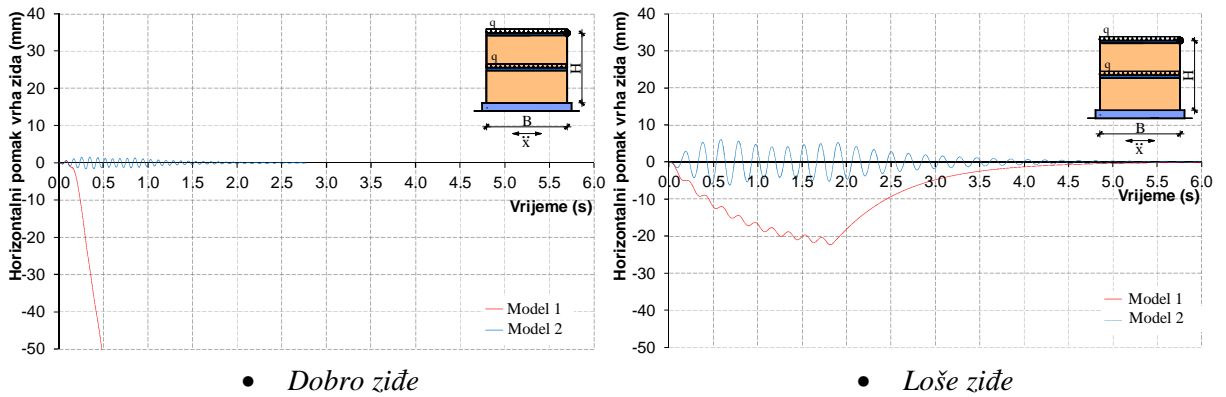 Horizontalni pomak vrha zida (mm)
40
30
20
10
0
-10
-20
-30
-40
-50
0.0 0.5 1.0 1.5 2.0 2.5 3.0 3.5 4.0 4.5 5.0 5.5 6.0
Vrijeme (s)
q
q
H
B
ẍ
Model 1
Model 2
• Dobro ziđe
Horizontalni pomak vrha zida (mm)
40
30
20
10
0
-10
-20
-30
-40
-50
0.0 0.5 1.0 1.5 2.0 2.5 3.0 3.5 4.0 4.5 5.0 5.5 6.0
Vrijeme (s)
q
q
H
B
ẍ
Model 1
Model 2
• Loše ziđe